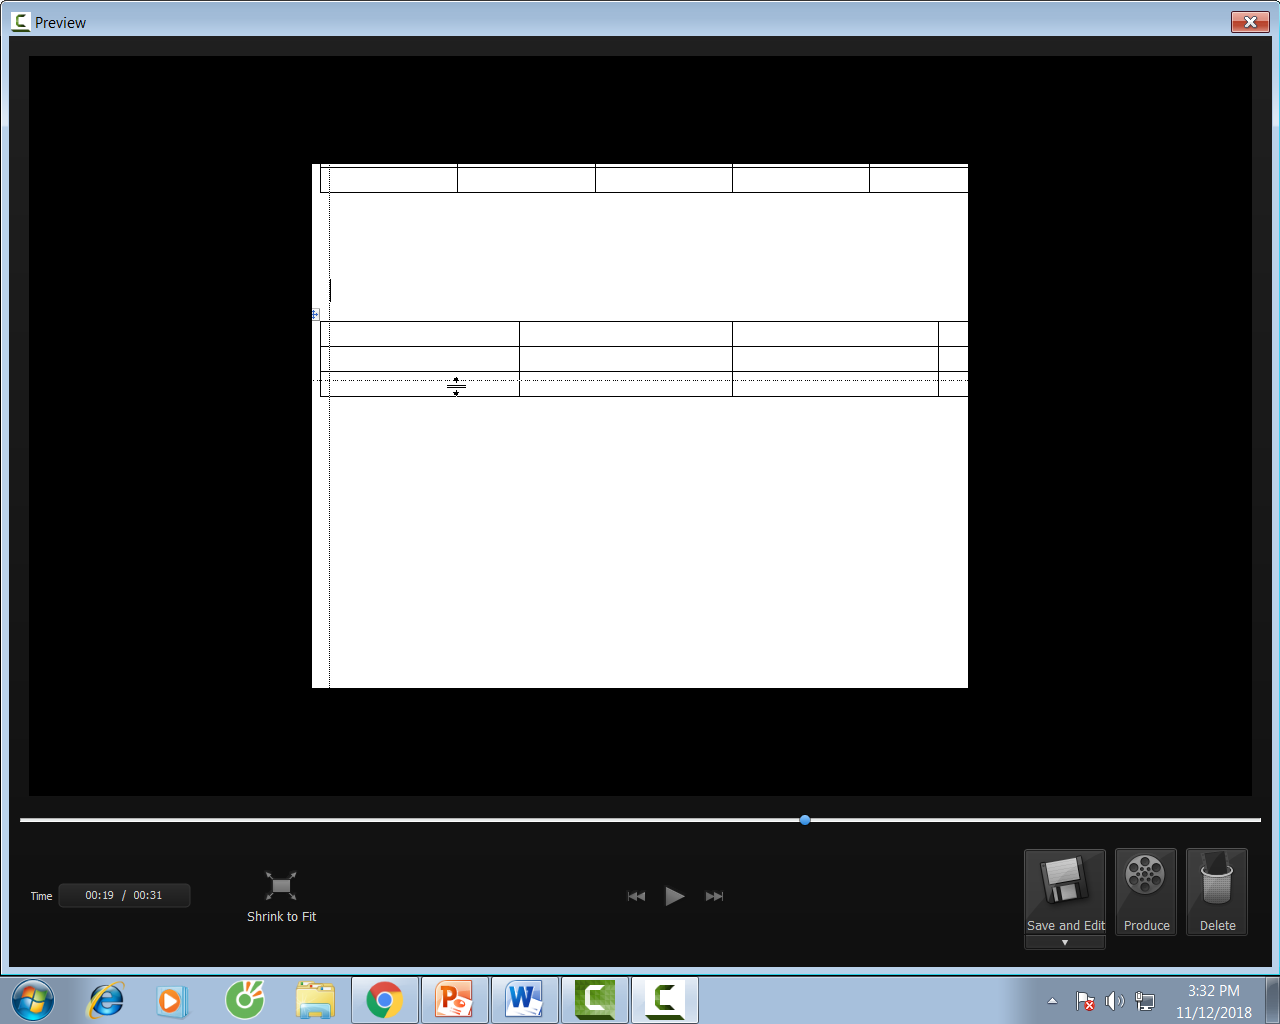 Preview
Time
00:19 / 00:31
Shrink to Fit
Save and Edit
Produce
Delete
3:32 PM
11/12/2018